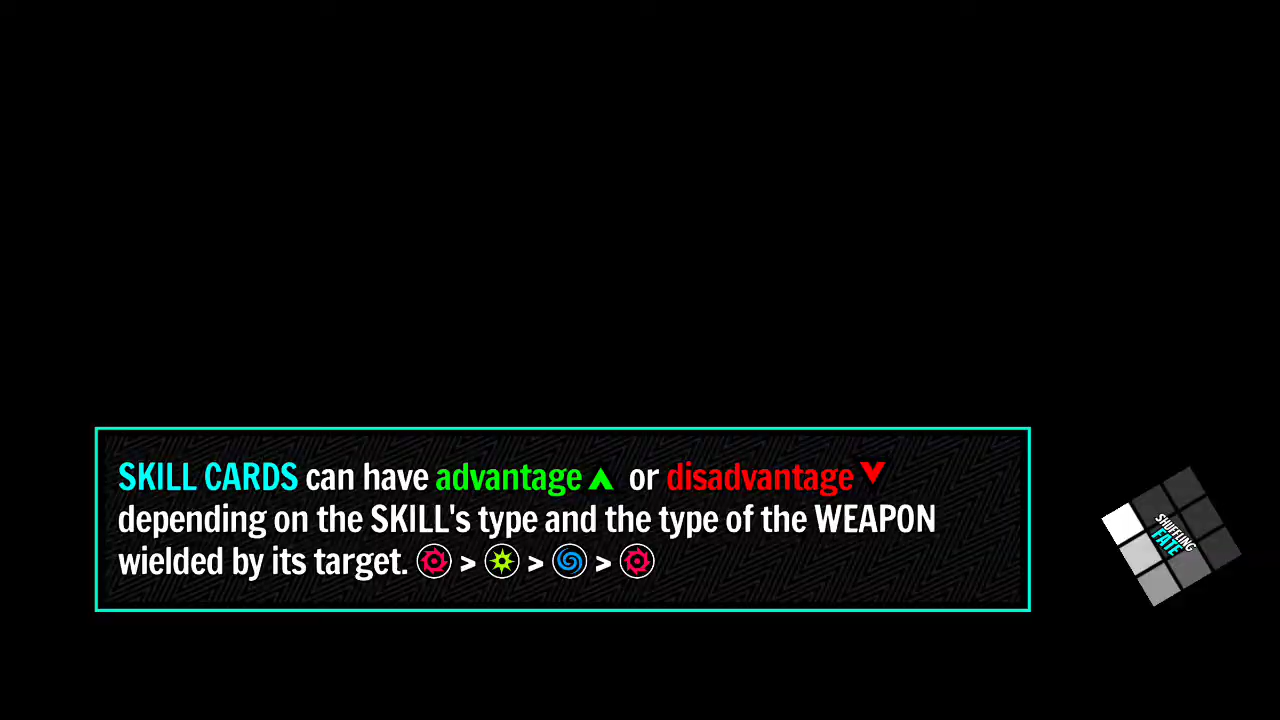 SKILL CARDS can have advantage or disadvantage
depending on the SKILL's type and the type of the WEAPON
wielded by its target. > > >
SHUFFLING
FATE